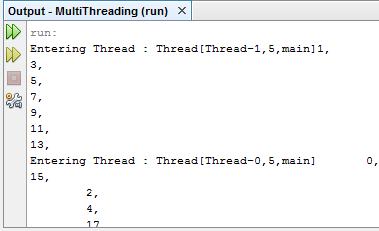 Output - MultiThreading (run) ×
run:
Entering Thread : Thread[Thread-1,5,main]1,
3,
5,
7,
9,
11,
13,
Entering Thread : Thread[Thread-0,5,main] 0,
15,
2,
4,
17